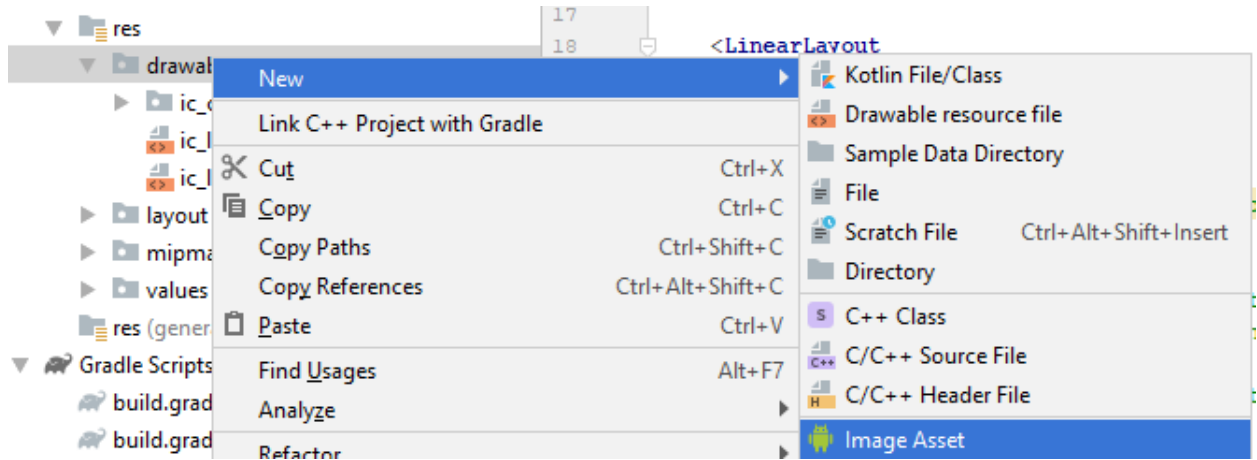 17
res
18
<LinearLayout
drawab
New
Kotlin File/Class
ic_
Link C++ Project with Gradle
Drawable resource file
ic_l
Cut Ctrl+X
Sample Data Directory
ic_l
Copy Ctrl+C
File
layout
Copy Paths Ctrl+Shift+C
Scratch File Ctrl+Alt+Shift+Insert
mipma
Copy References Ctrl+Alt+Shift+C
Directory
values
Paste Ctrl+V
S C++ Class
res (gener
Find Usages Alt+F7
C++ C/C++ Source File
Gradle Scripts
Analyze
H C/C++ Header File
build.grad
Refactor
Image Asset
build.grad